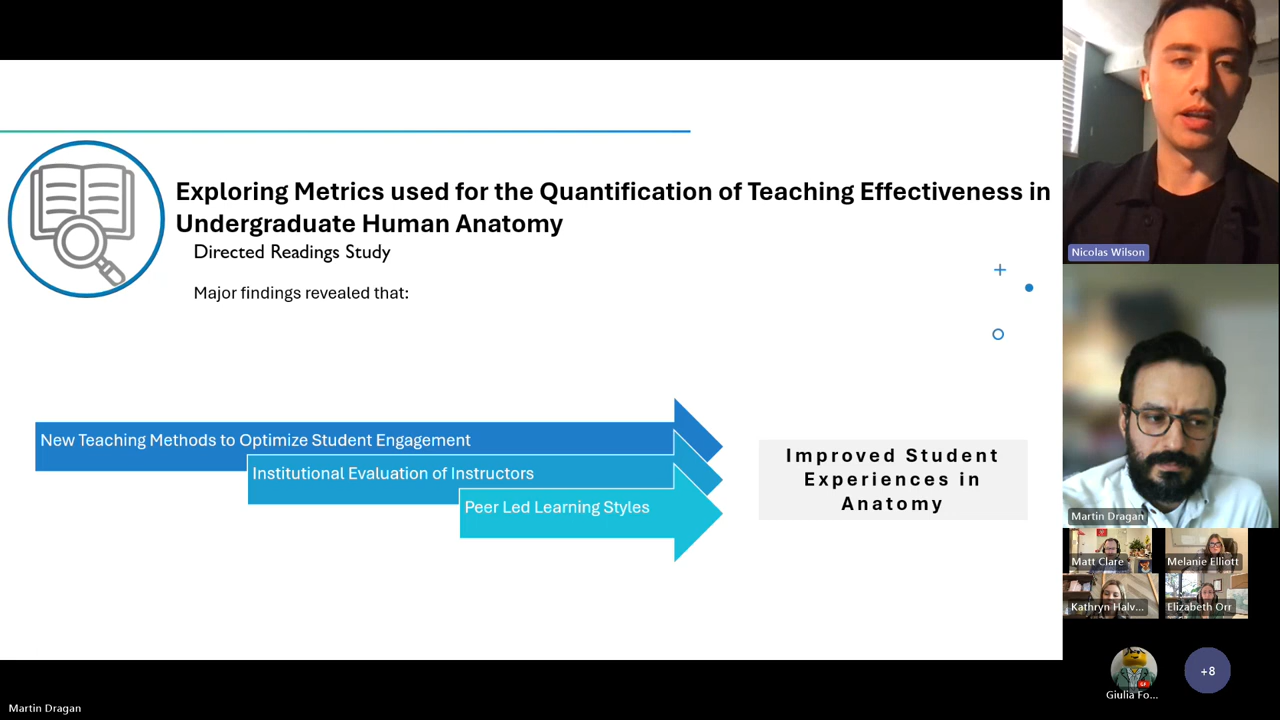 Exploring Metrics used for the Quantification of Teaching Effectiveness in
Undergraduate Human Anatomy
Directed Readings Study
Major findings revealed that:
New Teaching Methods to Optimize Student Engagement
Institutional Evaluation of Instructors
Peer Led Learning Styles
Improved Student
Experiences in
Anatomy
Nicolas Wilson
Martin Dragan
Matt Clare
Melanie Elliott
Kathryn Halv...
Elizabeth Orr
Giulia Fo...
+8
Martin Dragan